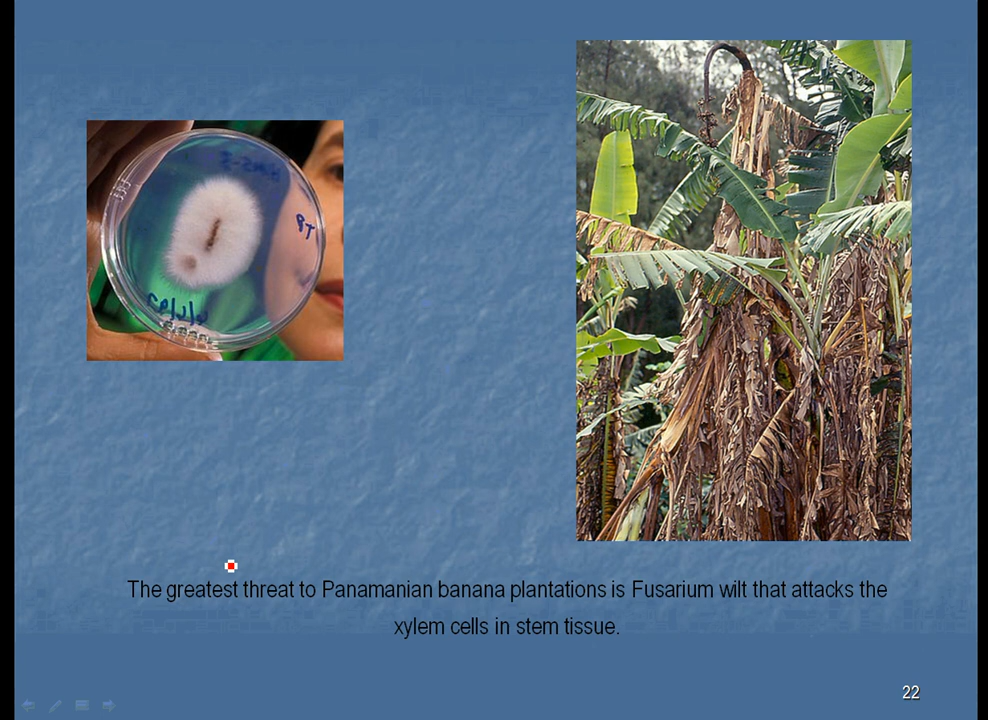 The greatest threat to Panamanian banana plantations is Fusarium wilt that attacks the
xylem cells in stem tissue.
22